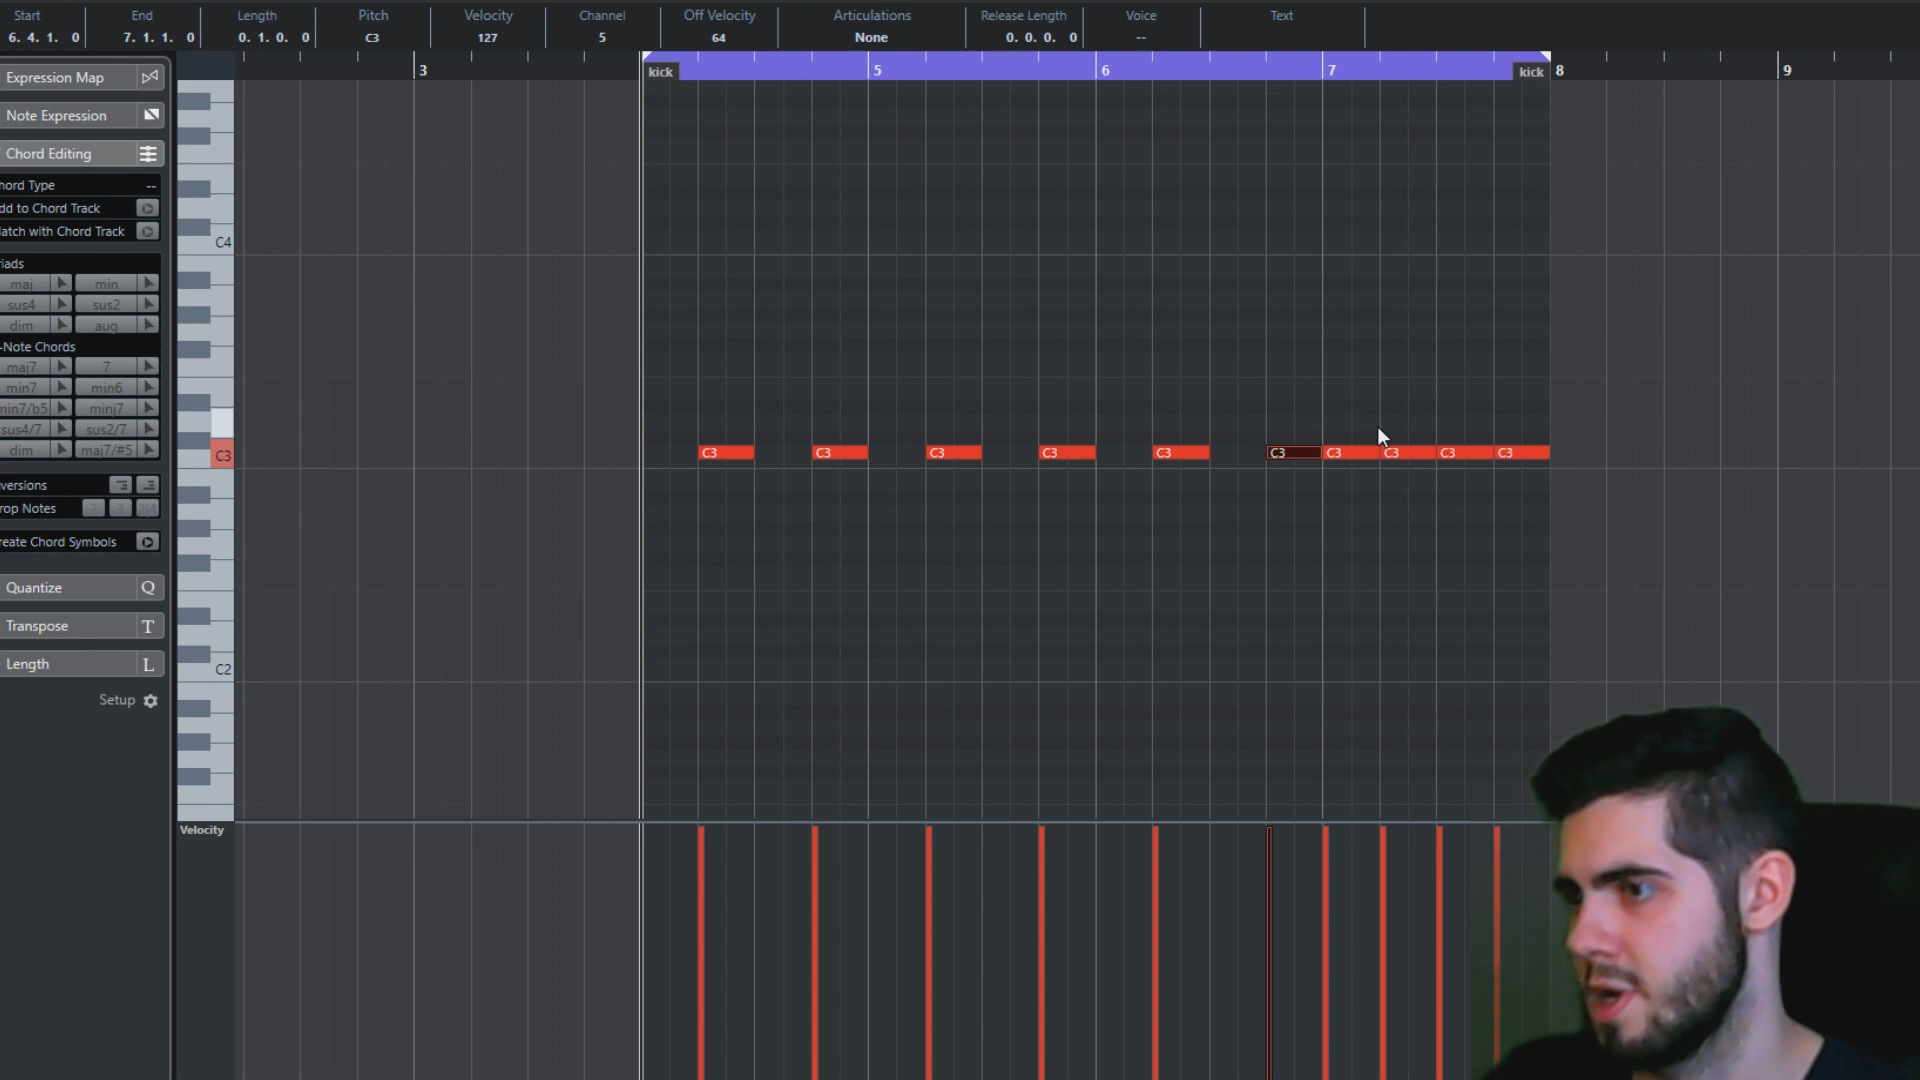 Start End Length Pitch Velocity Channel Off Velocity Articulations Release Length Voice Text
6. 4. 1. 0 7. 1. 1. 0 0. 1. 0. 0 C3 127 5 64 None 0. 0. 0. 0 --
Expression Map
3 kick 5 6 7 kick 8 9
Note Expression
Chord Editing
hord Type --
dd to Chord Track
latch with Chord Track
C4
iads
maj min
sus4 sus2
dim aug
-Note Chords
maj7 7
min7 min6
min7/b5 minj7
sus4/7 sus2/7
dim maj7/#5
C3
C3 C3 C3 C3 C3 C3 C3 C3 C3 C3
versions
rop Notes 2 3 2|4
reate Chord Symbols
Quantize Q
Transpose T
Length L
C2
Setup
Velocity